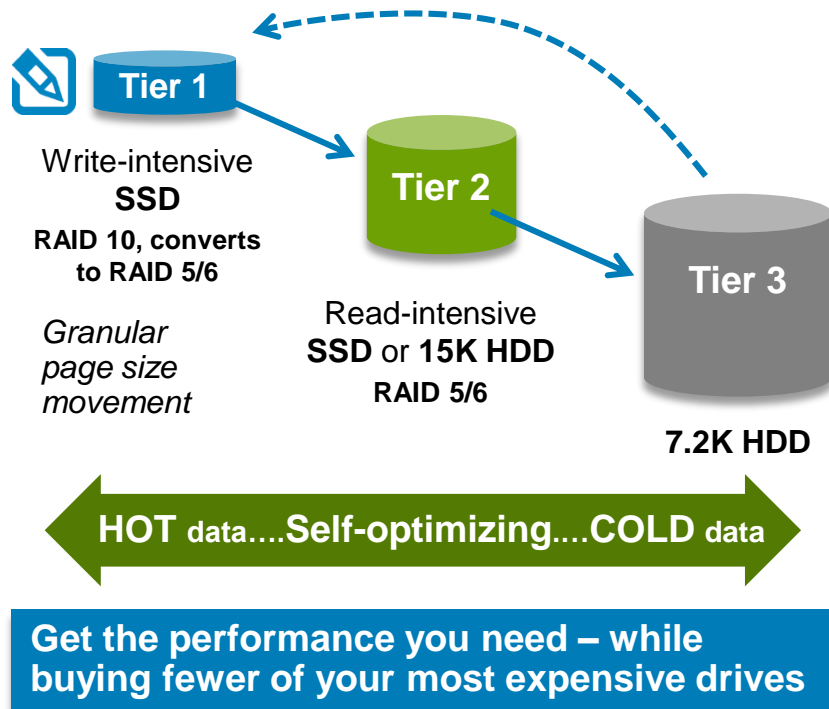 Tier 1
Write-intensive
SSD
RAID 10, converts
to RAID 5/6
Granular
page size
movement
Tier 2
Read-intensive
SSD or 15K HDD
RAID 5/6
Tier 3
7.2K HDD
HOT data....Self-optimizing....COLD data
Get the performance you need – while
buying fewer of your most expensive drives